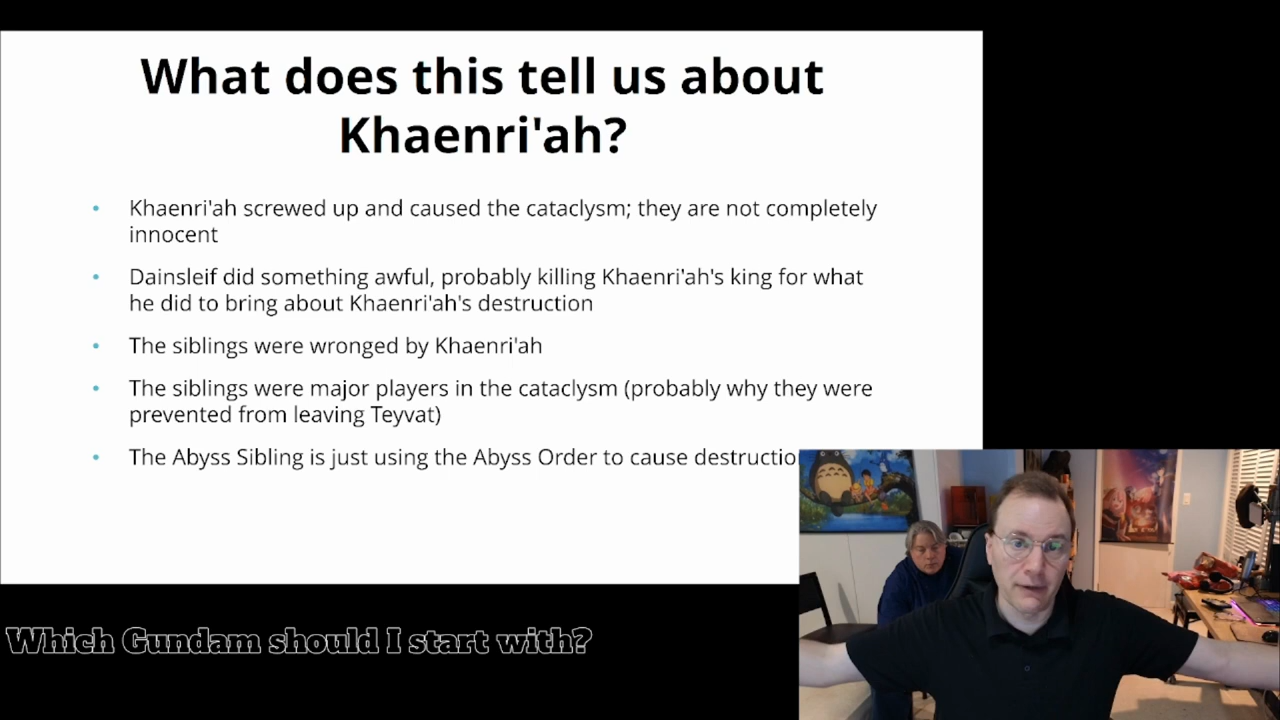 What does this tell us about
Khaenri'ah?
• Khaenri'ah screwed up and caused the cataclysm; they are not completely
innocent
• Dainsleif did something awful, probably killing Khaenri'ah's king for what
he did to bring about Khaenri'ah's destruction
• The siblings were wronged by Khaenri'ah
• The siblings were major players in the cataclysm (probably why they were
prevented from leaving Teyvat)
• The Abyss Sibling is just using the Abyss Order to cause destructio
Which Gundam should I start with?